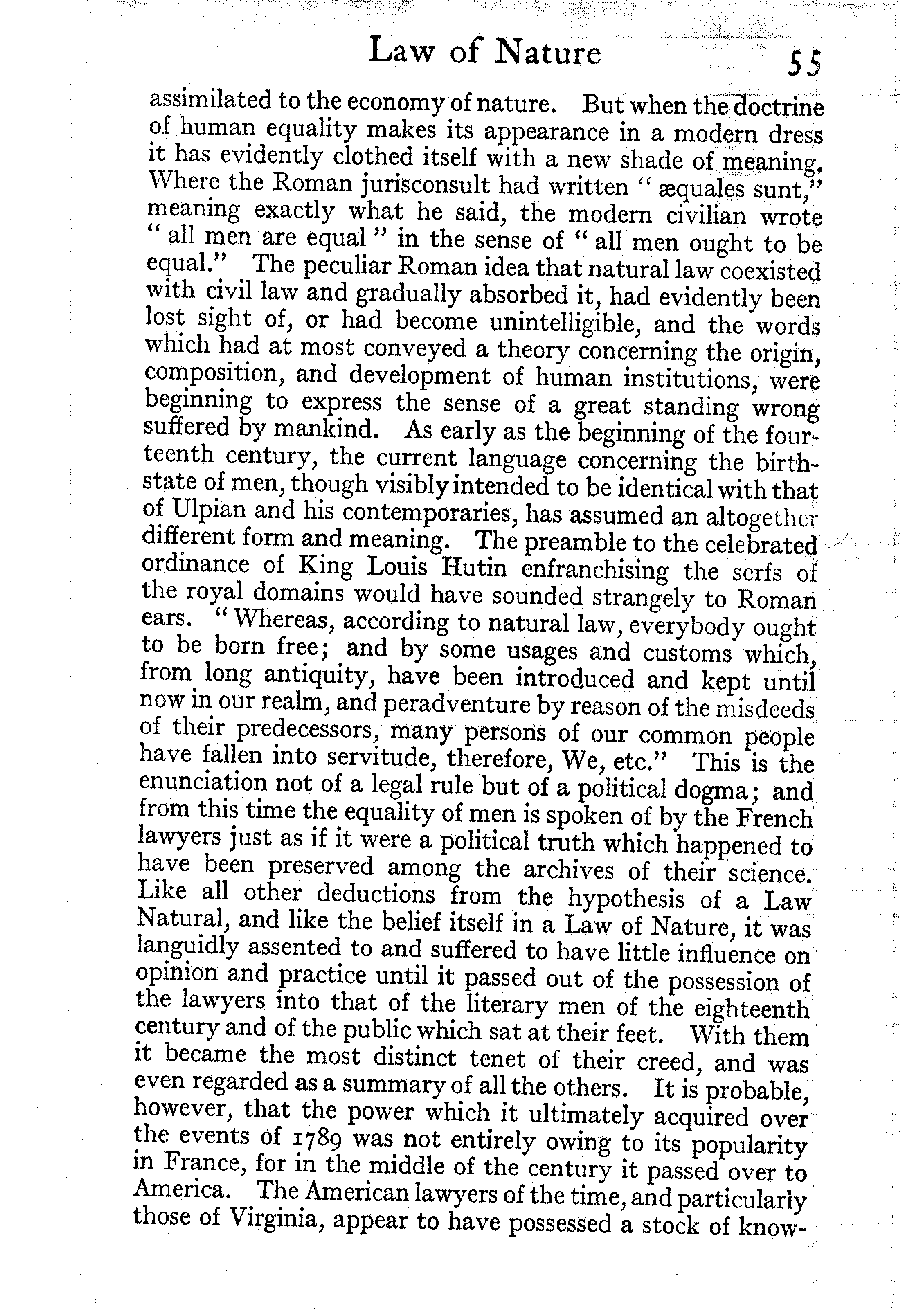 Law of Nature 55
assimilated to the economy of nature. But when the doctrine
of human equality makes its appearance in a modern dress
it has evidently clothed itself with a new shade of meaning.
Where the Roman jurisconsult had written “ æquales sunt,”
meaning exactly what he said, the modern civilian wrote
“ all men are equal ” in the sense of “ all men ought to be
equal.” The peculiar Roman idea that natural law coexisted
with civil law and gradually absorbed it, had evidently been
lost sight of, or had become unintelligible, and the words
which had at most conveyed a theory concerning the origin,
composition, and development of human institutions, were
beginning to express the sense of a great standing wrong
suffered by mankind. As early as the beginning of the four-
teenth century, the current language concerning the birth-
state of men, though visibly intended to be identical with that
of Ulpian and his contemporaries, has assumed an altogether
different form and meaning. The preamble to the celebrated
ordinance of King Louis Hutin enfranchising the serfs of
the royal domains would have sounded strangely to Roman
ears. “ Whereas, according to natural law, everybody ought
to be born free; and by some usages and customs which,
from long antiquity, have been introduced and kept until
now in our realm, and peradventure by reason of the misdeeds
of their predecessors, many persons of our common people
have fallen into servitude, therefore, We, etc.” This is the
enunciation not of a legal rule but of a political dogma; and
from this time the equality of men is spoken of by the French
lawyers just as if it were a political truth which happened to
have been preserved among the archives of their science.
Like all other deductions from the hypothesis of a Law
Natural, and like the belief itself in a Law of Nature, it was
languidly assented to and suffered to have little influence on
opinion and practice until it passed out of the possession of
the lawyers into that of the literary men of the eighteenth
century and of the public which sat at their feet. With them
it became the most distinct tenet of their creed, and was
even regarded as a summary of all the others. It is probable,
however, that the power which it ultimately acquired over
the events of 1789 was not entirely owing to its popularity
in France, for in the middle of the century it passed over to
America. The American lawyers of the time, and particularly
those of Virginia, appear to have possessed a stock of know-